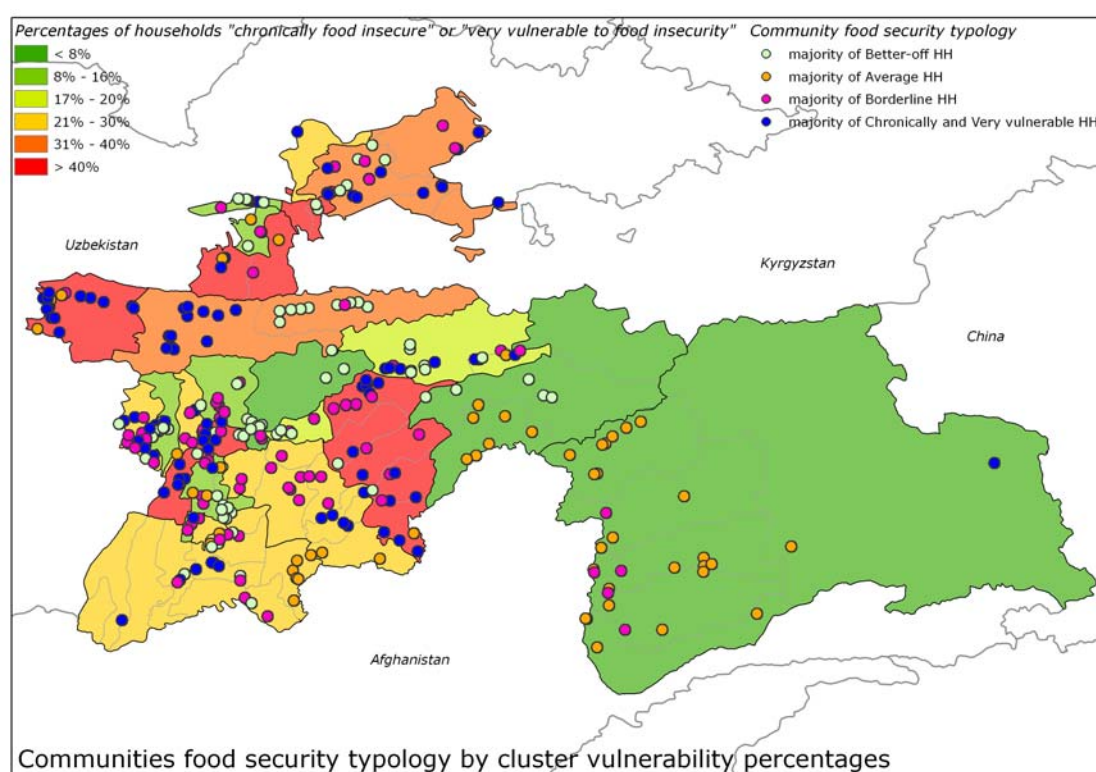 Percentages of households "chronically food insecure" or "very vulnerable to food insecurity"
< 8%
8% - 16%
17% - 20%
21% - 30%
31% - 40%
> 40%
Community food security typology
majority of Better-off HH
majority of Average HH
majority of Borderline HH
majority of Chronically and Very vulnerable HH
Uzbekistan
Kyrgyzstan
China
Afghanistan
Communities food security typology by cluster vulnerability percentages